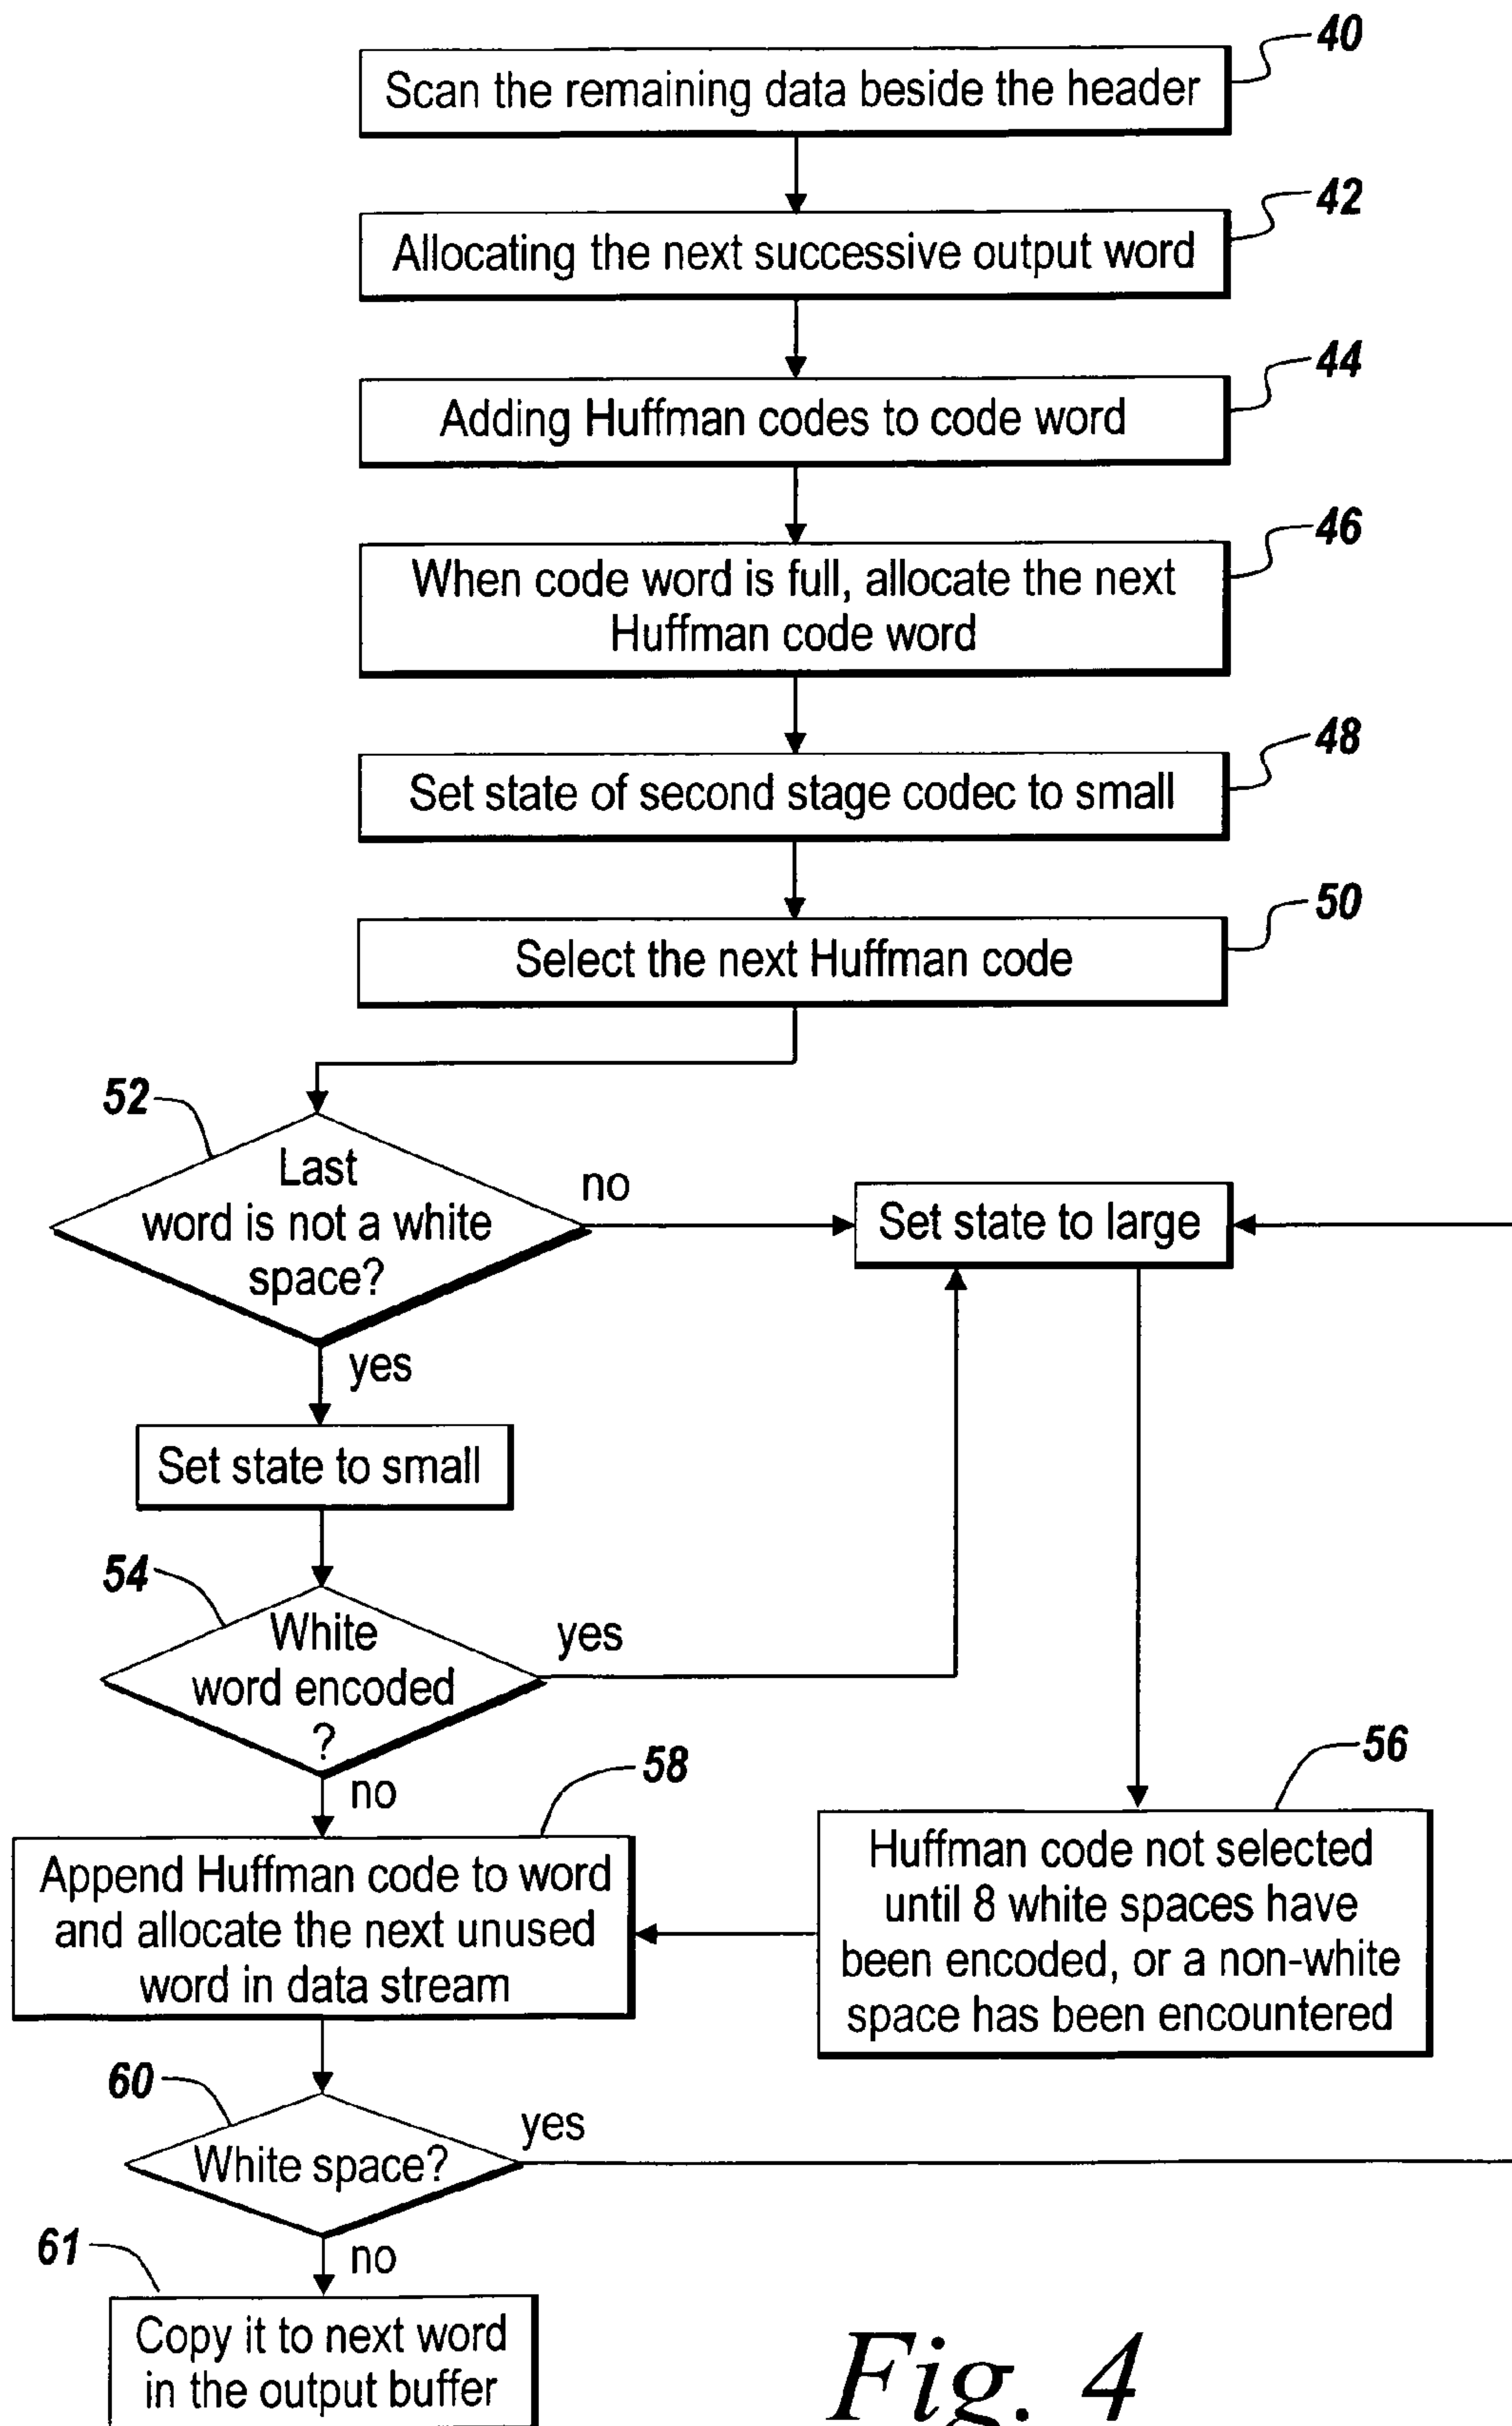 40
Scan the remaining data beside the header
42
Allocating the next successive output word
44
Adding Huffman codes to code word
46
When code word is full, allocate the next
Huffman code word
48
Set state of second stage codec to small
50
Select the next Huffman code
52
Last
word is not a white
space?
no
Set state to large
yes
Set state to small
54
White
word encoded
?
yes
no
58
Append Huffman code to word
and allocate the next unused
word in data stream
56
Huffman code not selected
until 8 white spaces have
been encoded, or a non-white
space has been encountered
60
White space?
yes
no
61
Copy it to next word
in the output buffer
Fig. 4